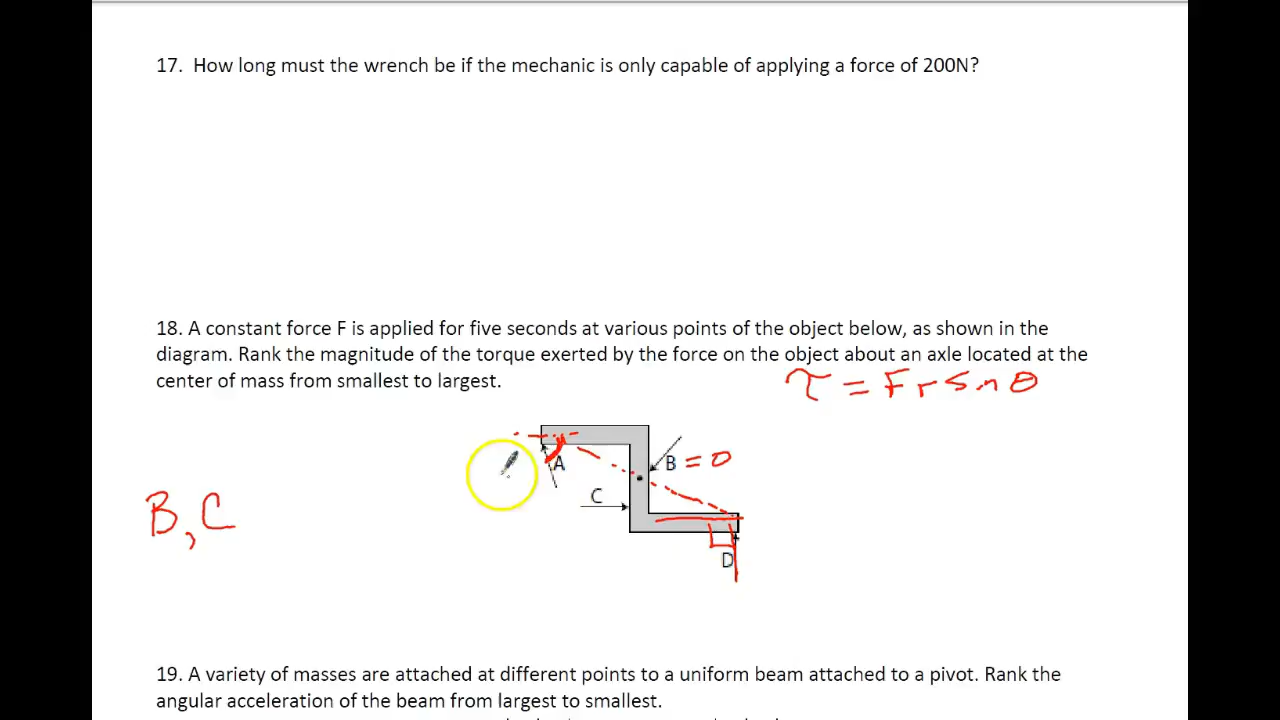 17. How long must the wrench be if the mechanic is only capable of applying a force of 200N?
18. A constant force F is applied for five seconds at various points of the object below, as shown in the
diagram. Rank the magnitude of the torque exerted by the force on the object about an axle located at the
center of mass from smallest to largest.
τ = Fr Sin θ
A
B = 0
C
B, C
D
19. A variety of masses are attached at different points to a uniform beam attached to a pivot. Rank the
angular acceleration of the beam from largest to smallest.